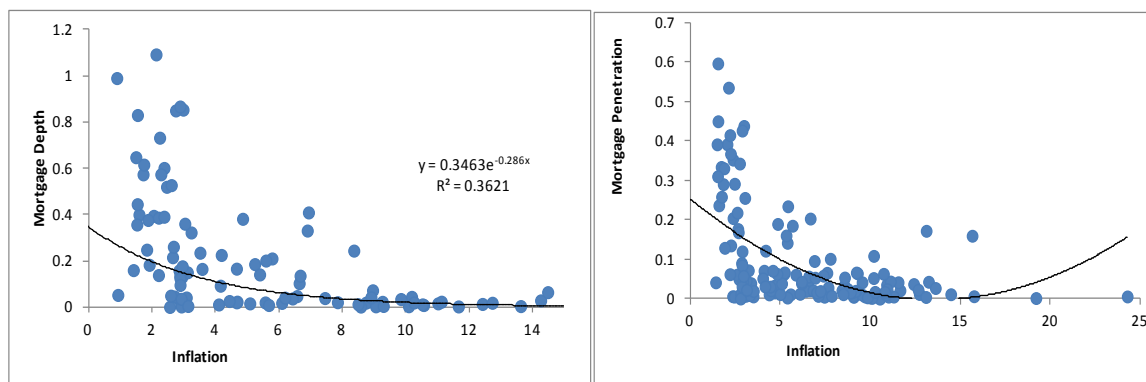 1.2
1
0.8
0.6
0.4
0.2
0
Mortgage Depth
y = 0.3463e^-0.286x
R² = 0.3621
0 2 4 6 8 10 12 14
Inflation
0.7
0.6
0.5
0.4
0.3
0.2
0.1
0
Mortgage Penetration
0 5 10 15 20 25
Inflation